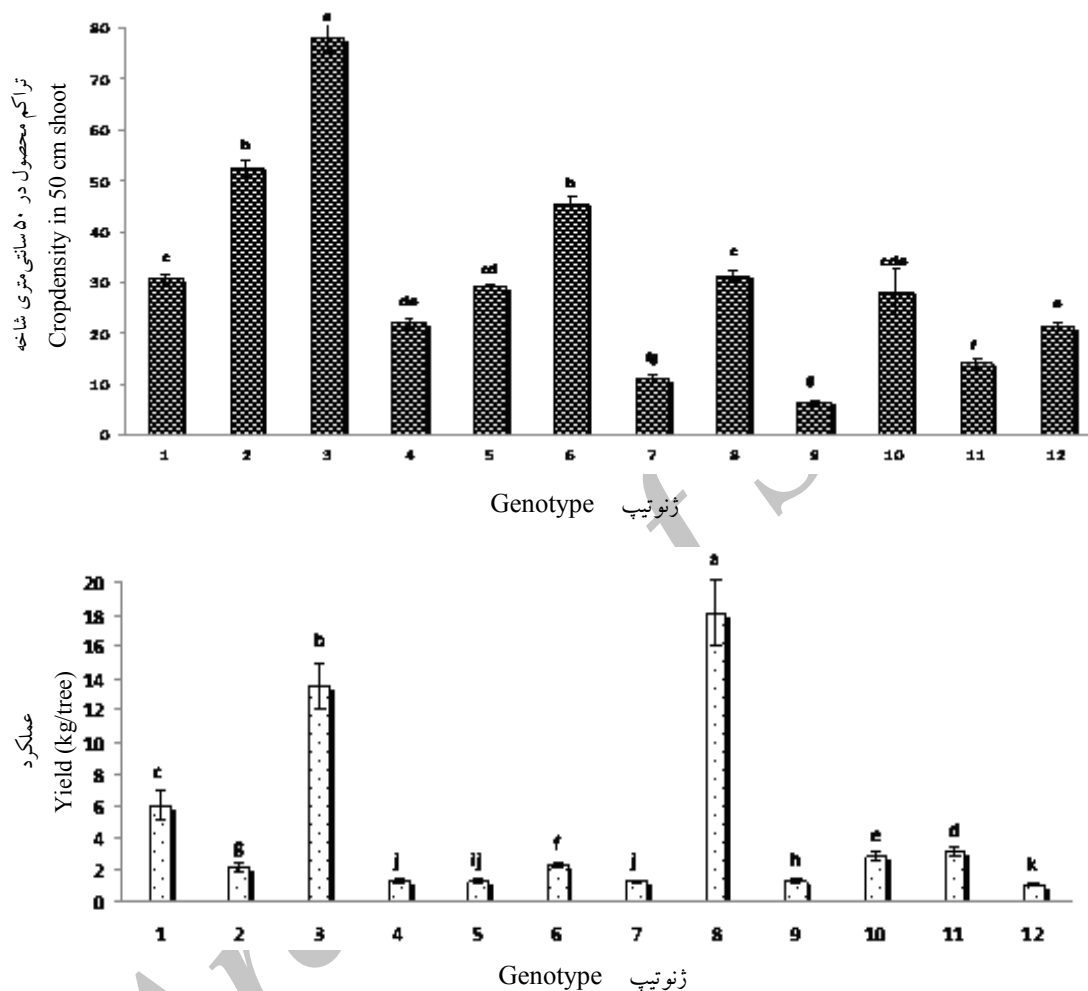 تراکم محصول در ۵۰ سانتی‌متری شاخه
Cropdensity in 50 cm shoot
80
70
60
50
40
30
20
10
0
c
b
a
de
cd
b
fg
c
g
cde
f
e
1 2 3 4 5 6 7 8 9 10 11 12
Genotype ژنوتیپ
عملکرد
Yield (kg/tree)
20
18
16
14
12
10
8
6
4
2
0
c
g
b
j
ij
f
j
a
h
e
d
k
1 2 3 4 5 6 7 8 9 10 11 12
Genotype ژنوتیپ